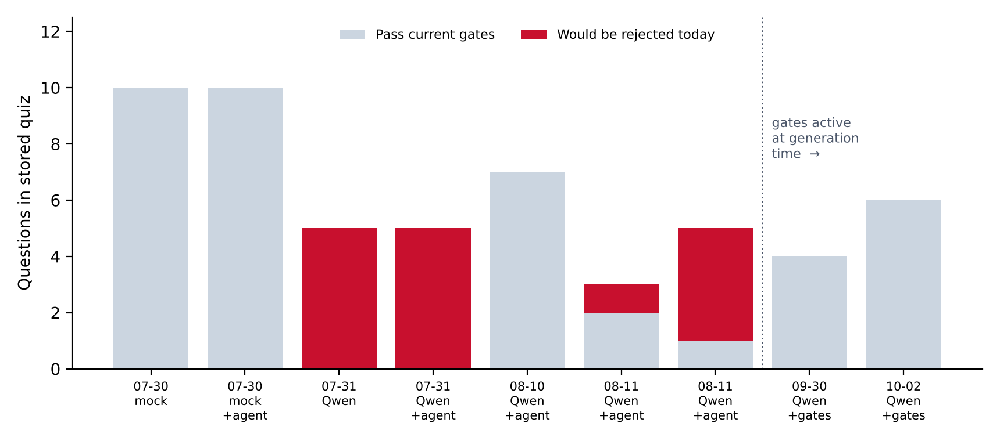 Pass current gates
Would be rejected today
Questions in stored quiz
12
10
8
6
4
2
0
gates active
at generation
time →
07-30
mock
07-30
mock
+agent
07-31
Qwen
07-31
Qwen
+agent
08-10
Qwen
+agent
08-11
Qwen
+agent
08-11
Qwen
+agent
09-30
Qwen
+gates
10-02
Qwen
+gates